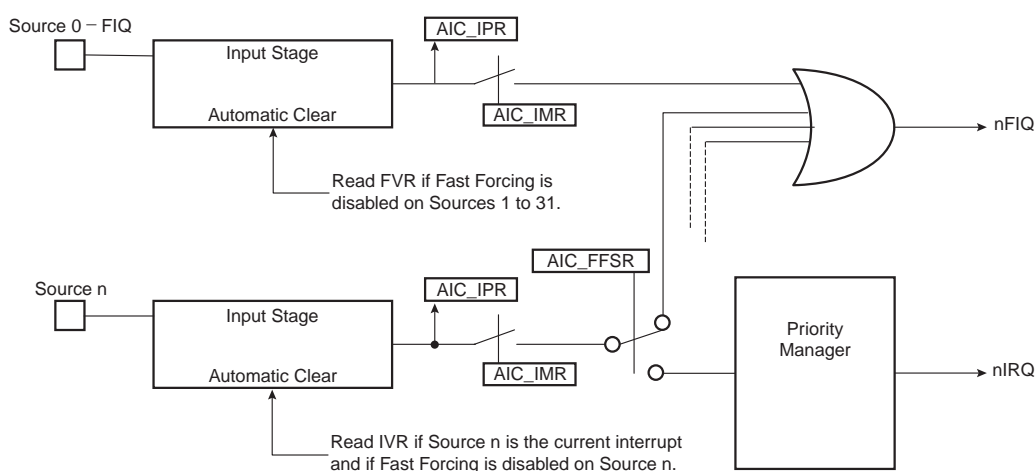 Source 0 – FIQ
AIC_IPR
Input Stage
Automatic Clear
AIC_IMR
nFIQ
Read FVR if Fast Forcing is
disabled on Sources 1 to 31.
AIC_FFSR
Source n
AIC_IPR
Input Stage
Priority
Manager
Automatic Clear
AIC_IMR
nIRQ
Read IVR if Source n is the current interrupt
and if Fast Forcing is disabled on Source n.